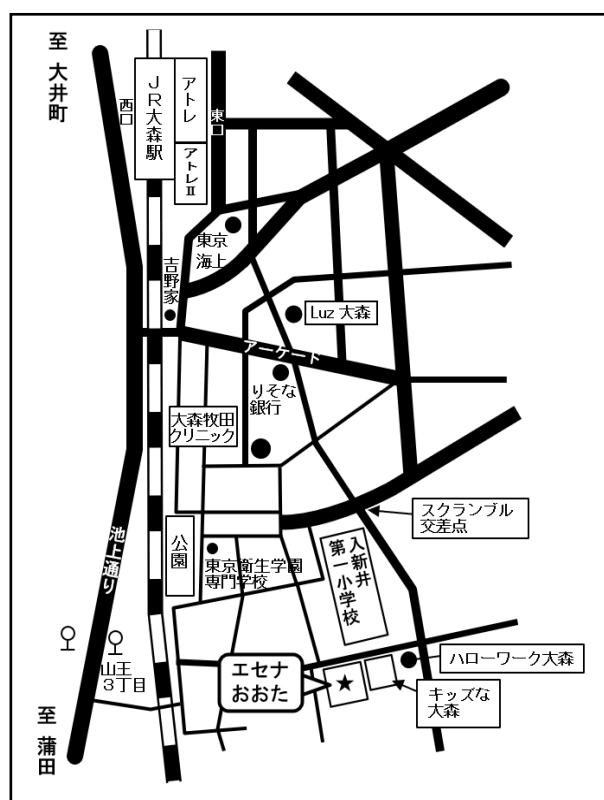 至 大井町
西口
JR大森駅
アトレ
アトレⅡ
東口
東京
海上
吉野家
Luz 大森
アーケード
りそな
銀行
大森牧田
クリニック
スクランブル
交差点
公園
池上通り
東京衛生学園
専門学校
入新井
第一小学校
山王
3丁目
エセナ
おおた
★
ハローワーク大森
キッズな
大森
至 蒲田